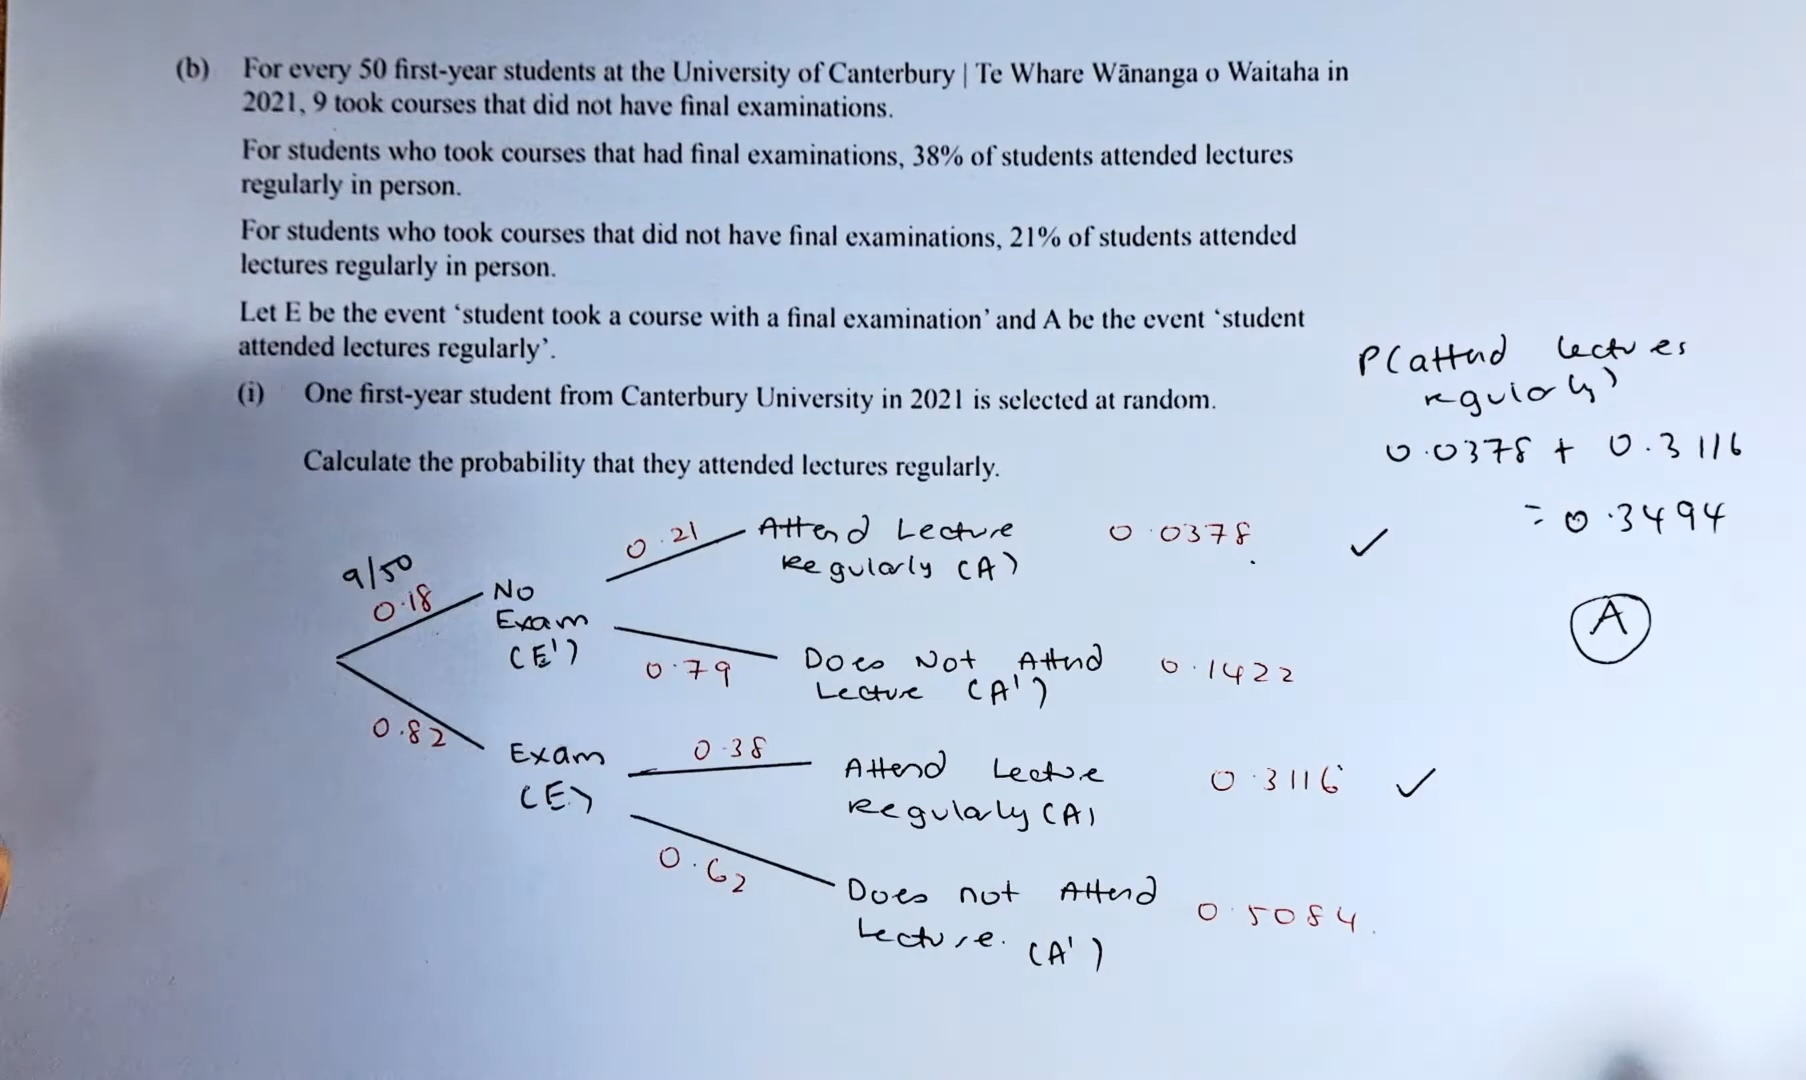 (b) For every 50 first-year students at the University of Canterbury | Te Whare Wānanga o Waitaha in
2021, 9 took courses that did not have final examinations.
For students who took courses that had final examinations, 38% of students attended lectures
regularly in person.
For students who took courses that did not have final examinations, 21% of students attended
lectures regularly in person.
Let E be the event ‘student took a course with a final examination’ and A be the event ‘student
attended lectures regularly’.
(i) One first-year student from Canterbury University in 2021 is selected at random.
Calculate the probability that they attended lectures regularly.
P(attend lectures
regularly)
0.0378 + 0.3116
= 0.3494
A
9/50
0.18
No
Exam
(E')
0.21
Attend Lecture
Regularly (A)
0.0378 ✓
0.79
Does Not Attend
Lecture (A')
0.1422
0.82
Exam
(E)
0.38
Attend Lecture
Regularly (A)
0.3116 ✓
0.62
Does not Attend
Lecture. (A')
0.5084.